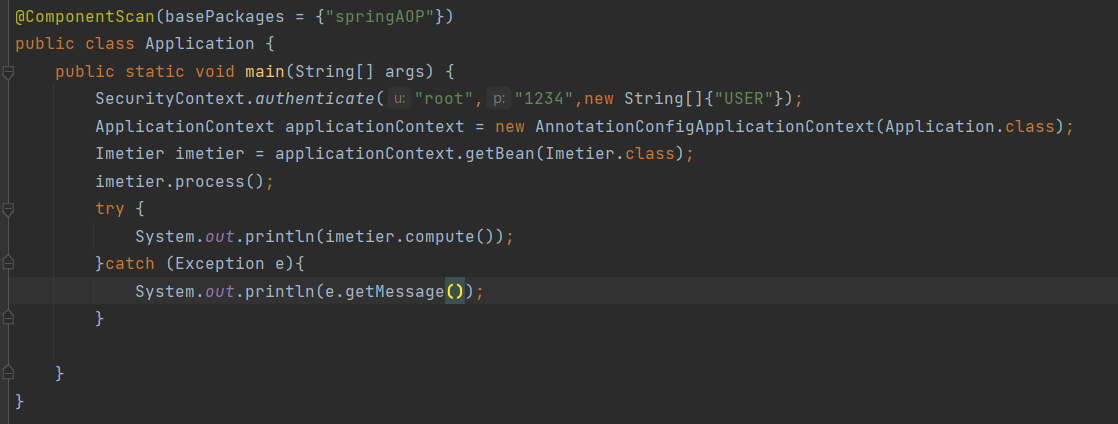 @ComponentScan(basePackages = {"springAOP"})
public class Application {
    public static void main(String[] args) {
        SecurityContext.authenticate( u: "root", p: "1234",new String[]{"USER"});
        ApplicationContext applicationContext = new AnnotationConfigApplicationContext(Application.class);
        Imetier imetier = applicationContext.getBean(Imetier.class);
        imetier.process();
        try {
            System.out.println(imetier.compute());
        }catch (Exception e){
            System.out.println(e.getMessage());
        }
    }
}